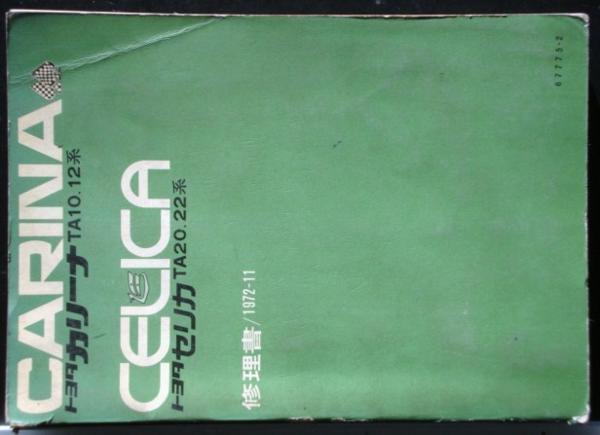 CARINA
トヨタカリーナ TA10.12系
CELICA
トヨタセリカ TA20.22系
修理書/1972-11
67775-2